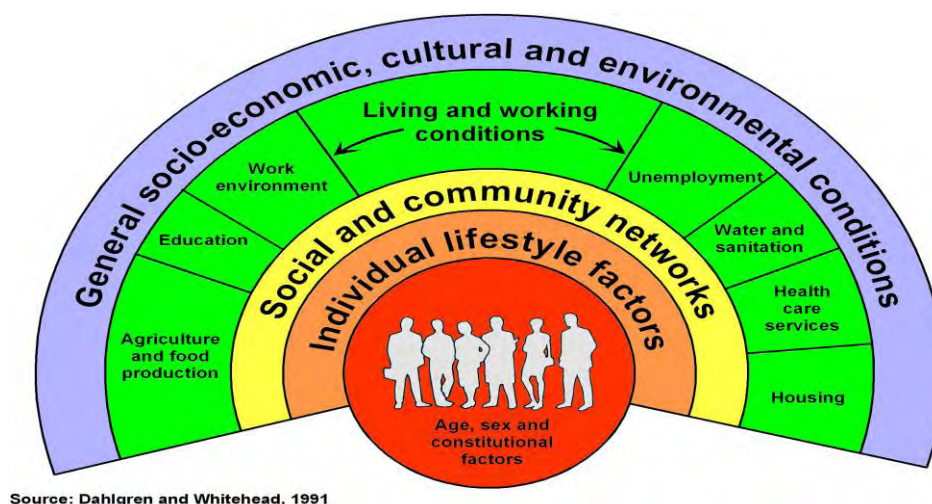 General socio-economic, cultural and environmental conditions
Living and working
conditions
Work
environment
Education
Agriculture
and food
production
Unemployment
Water and
sanitation
Health
care
services
Housing
Social and community networks
Individual lifestyle factors
Age, sex and
constitutional
factors
Source: Dahlgren and Whitehead, 1991